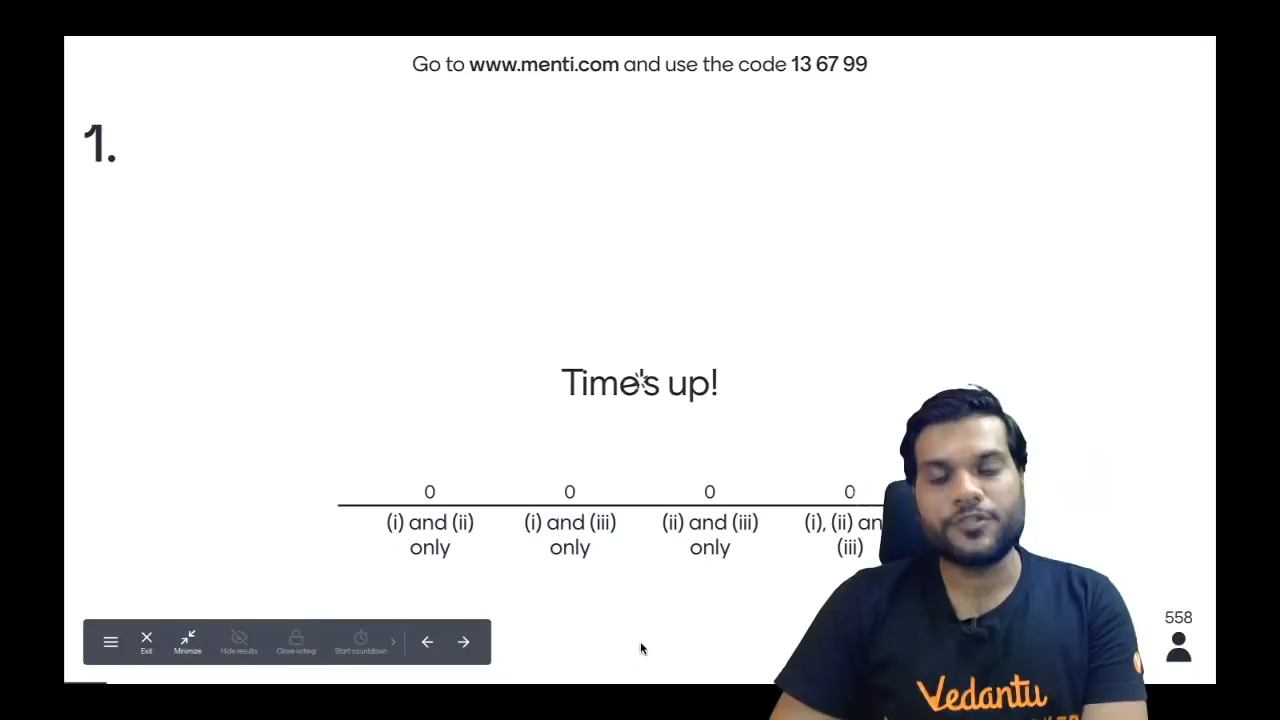 Go to www.menti.com and use the code 13 67 99
1.
Time's up!
0 0 0 0
(i) and (ii) (i) and (iii) (ii) and (iii) (i), (ii) an
only only only (iii)
558
Exit Minimize Hide results Close voting Start countdown
Vedantu